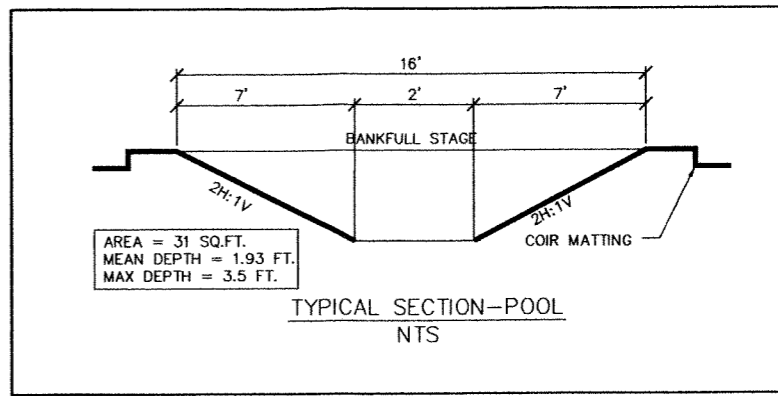 16'
7' 2' 7'
BANKFULL STAGE
2H:1V 2H:1V
AREA = 31 SQ.FT.
MEAN DEPTH = 1.93 FT.
MAX DEPTH = 3.5 FT.
COIR MATTING
TYPICAL SECTION-POOL
NTS